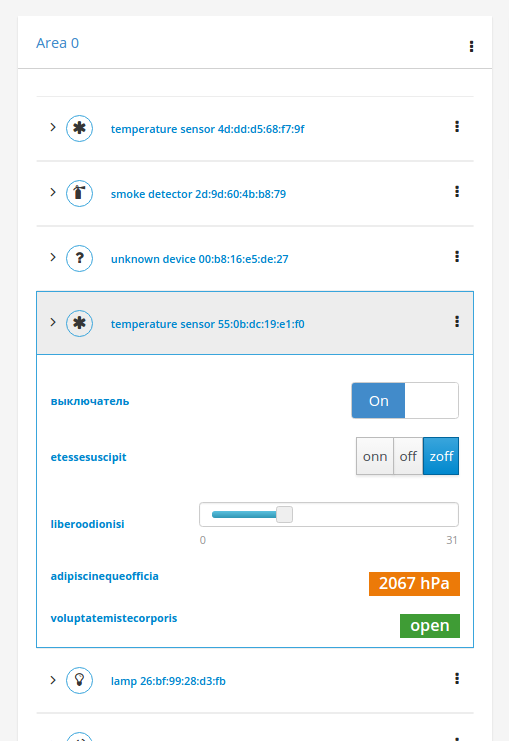 Area 0
temperature sensor 4d:dd:d5:68:f7:9f
smoke detector 2d:9d:60:4b:b8:79
unknown device 00:b8:16:e5:de:27
temperature sensor 55:0b:dc:19:e1:f0
выключатель On
etessesuscipit onn off zoff
liberoodionisi
0 31
adipiscinequeofficia 2067 hPa
voluptatemistecorporis open
lamp 26:bf:99:28:d3:fb